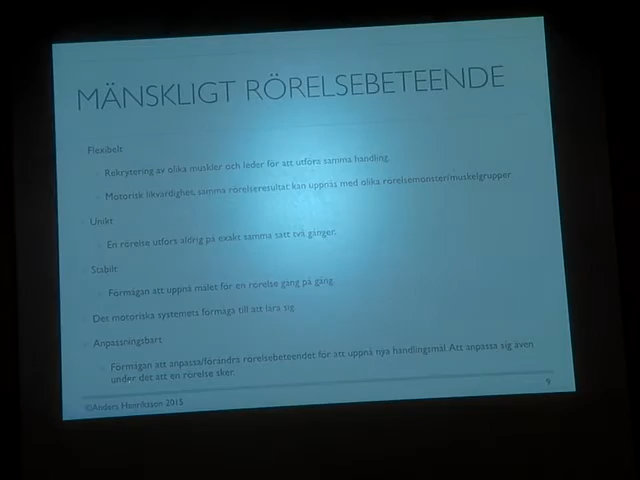 MÄNSKLIGT RÖRELSEBETEENDE
Flexibelt
Rekrytering av olika muskler och leder för att utföra samma handling.
Motorisk likvärdighet, samma rörelseresultat kan uppnås med olika rörelsemönster/muskelgrupper
Unikt
En rörelse utförs aldrig på exakt samma sätt två gånger.
Stabilt
Förmågan att uppnå målet för en rörelse gång på gång.
Det motoriska systemets förmåga till att lära sig.
Anpassningsbart
Förmågan att anpassa/förändra rörelsebeteendet för att uppnå nya handlingsmål. Att anpassa sig även
under det att en rörelse sker.
©Anders Henriksson 2015
9